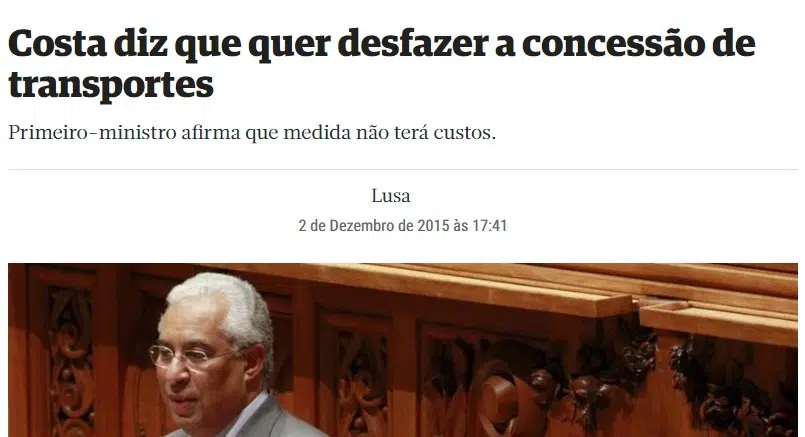 Costa diz que quer desfazer a concessão de
transportes
Primeiro-ministro afirma que medida não terá custos.
Lusa
2 de Dezembro de 2015 às 17:41